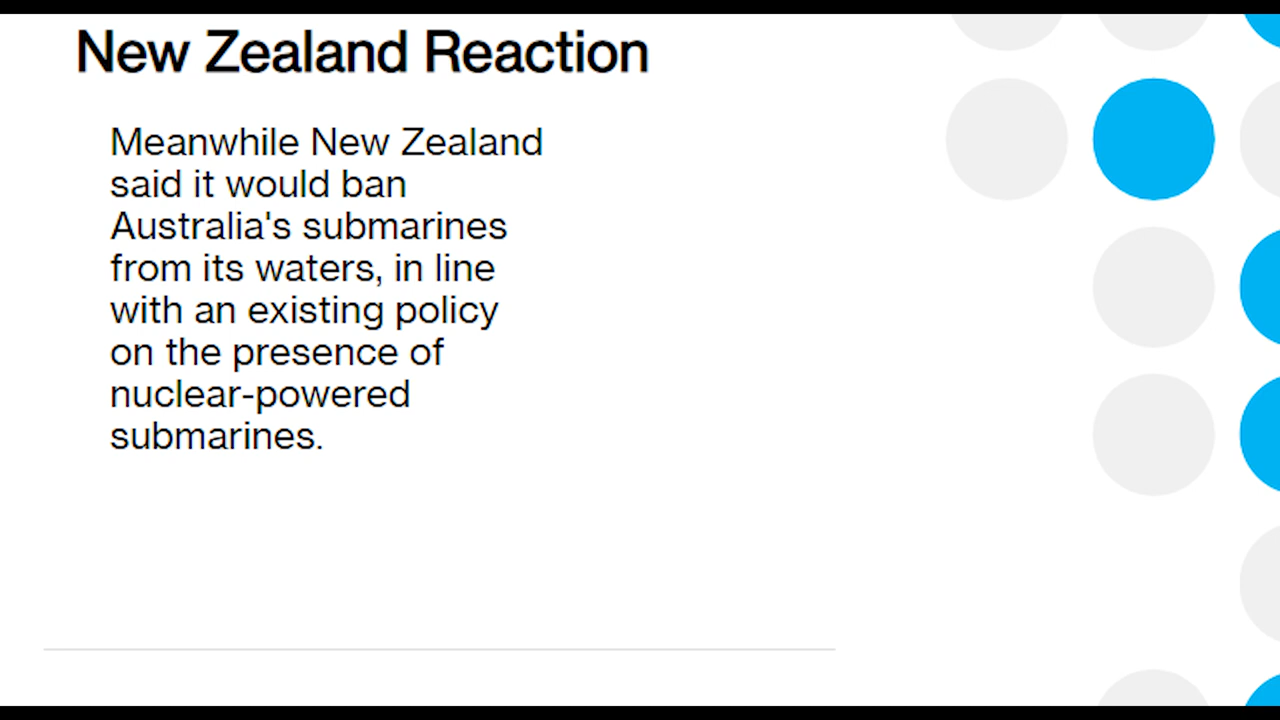 New Zealand Reaction
Meanwhile New Zealand
said it would ban
Australia's submarines
from its waters, in line
with an existing policy
on the presence of
nuclear-powered
submarines.